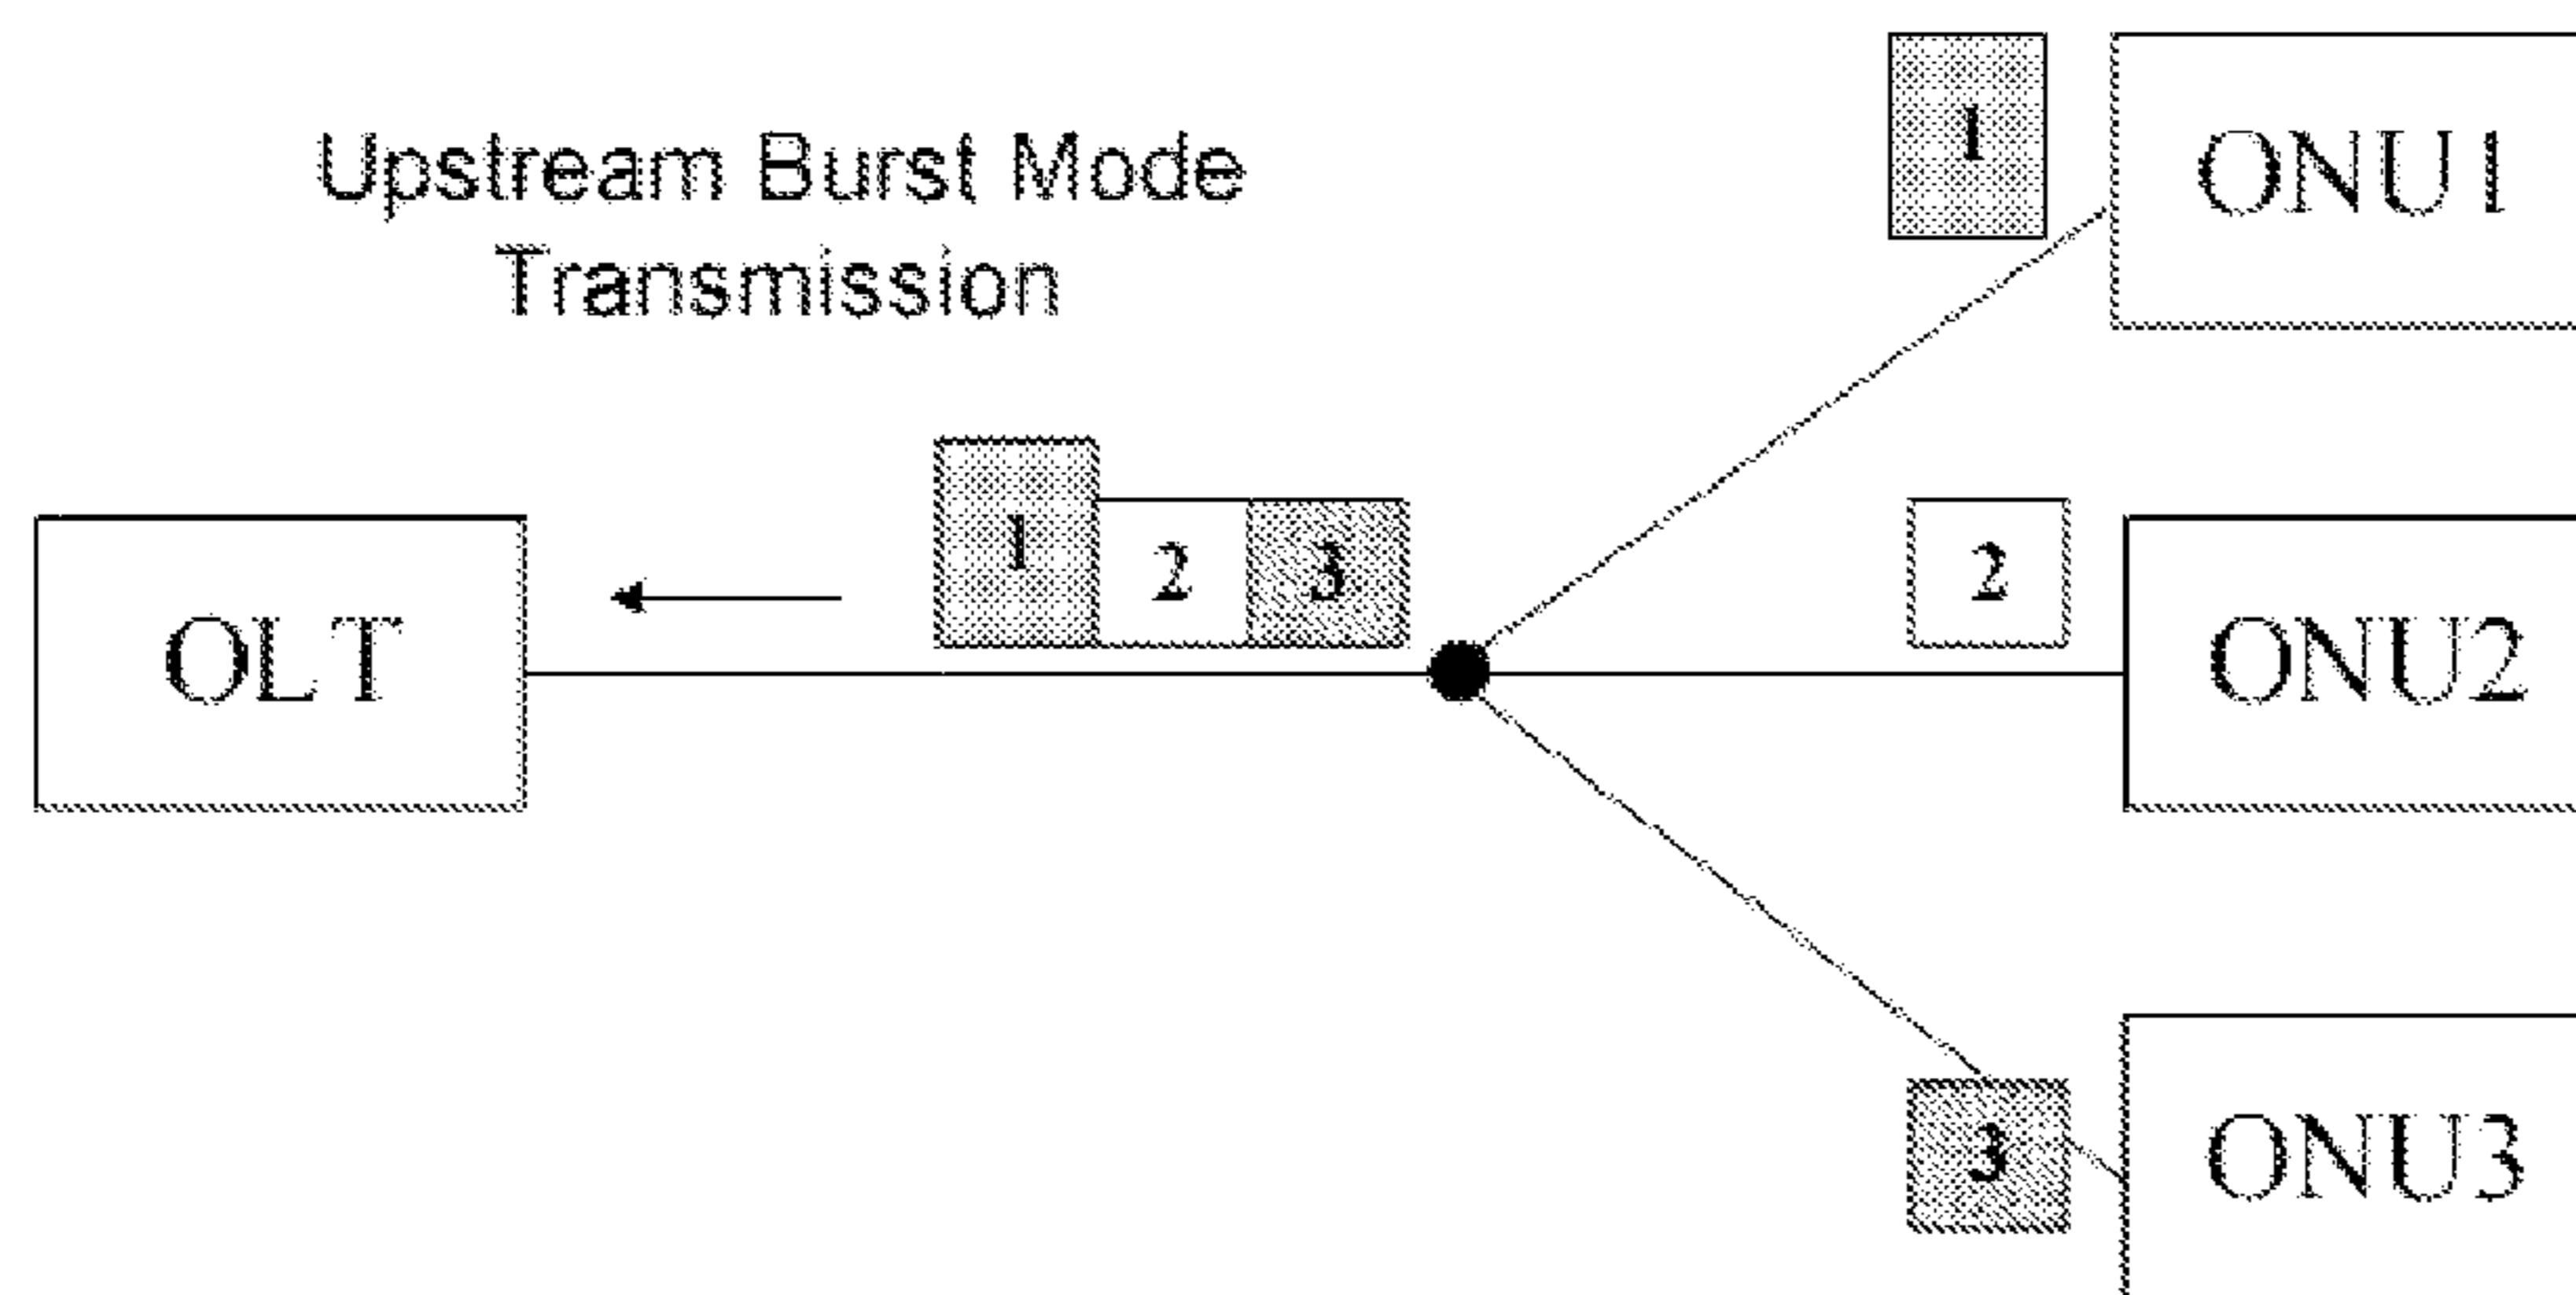 Upstream Burst Mode
Transmission
1
ONU1
1
2
3
2
OLT
ONU2
3
ONU3